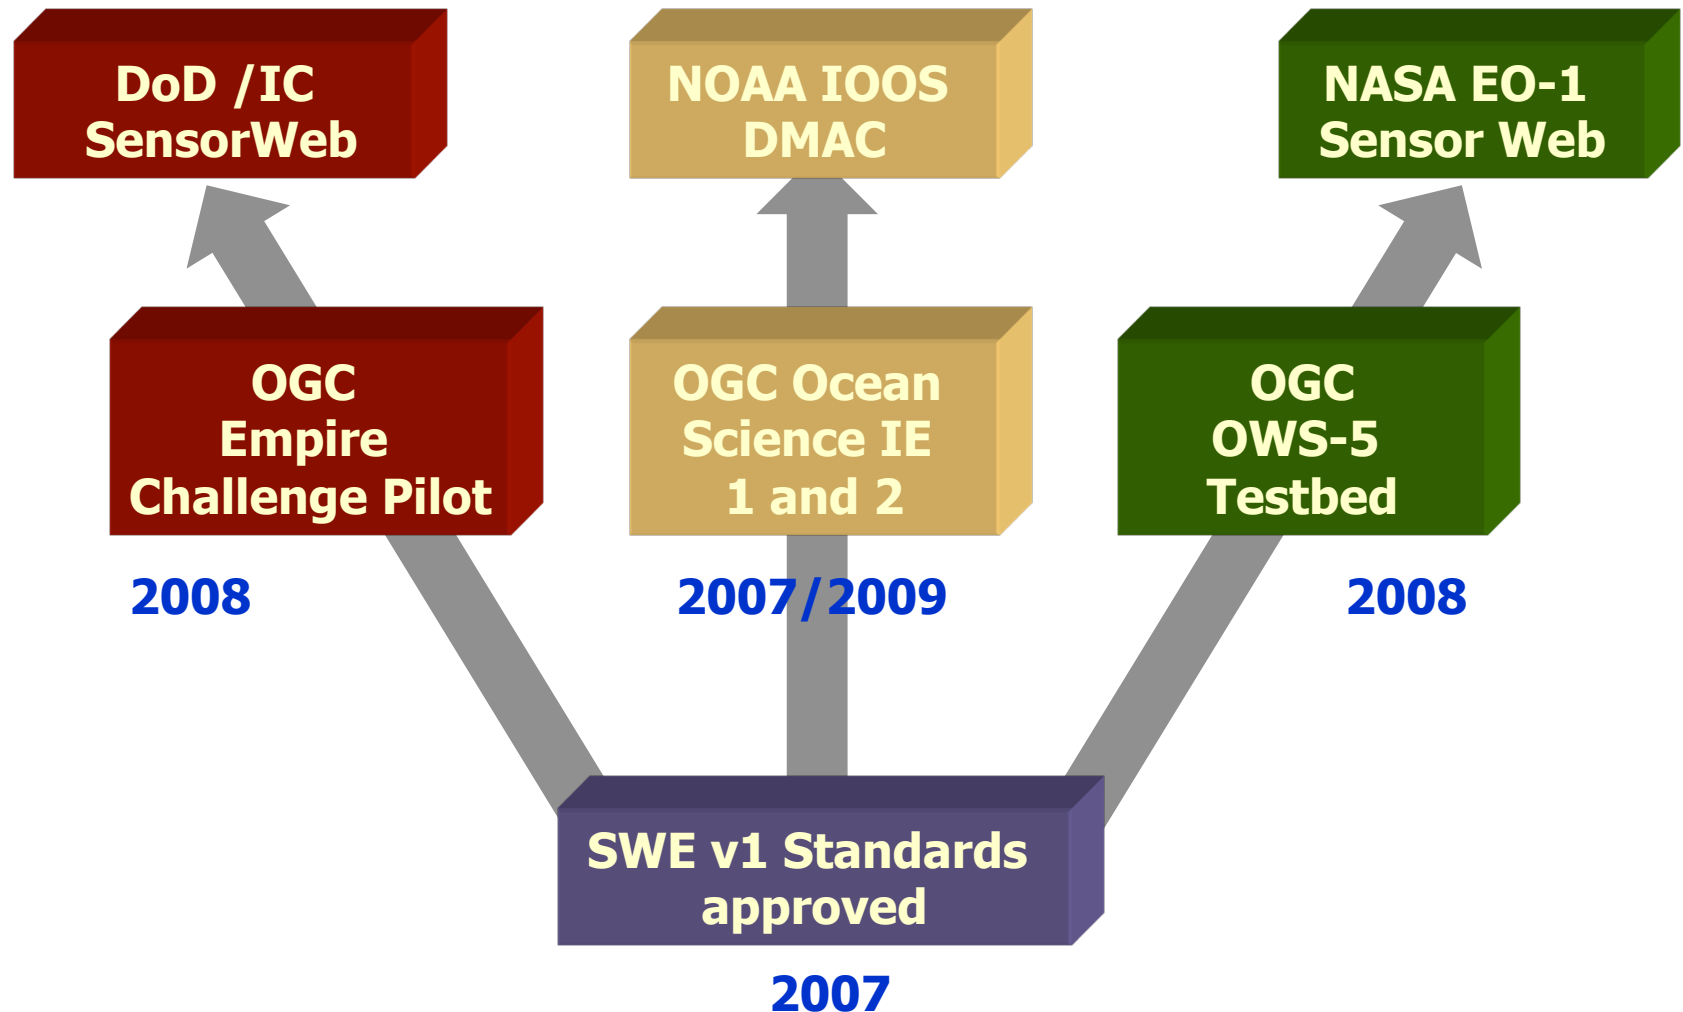 DoD /IC
SensorWeb
NOAA IOOS
DMAC
NASA EO-1
Sensor Web
OGC
Empire
Challenge Pilot
OGC Ocean
Science IE
1 and 2
OGC
OWS-5
Testbed
2008
2007/2009
2008
SWE v1 Standards
approved
2007